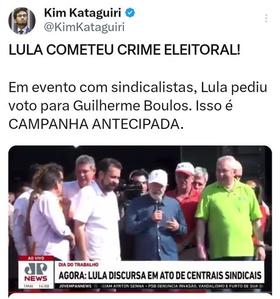 Kim Kataguiri
@KimKataguiri
LULA COMETEU CRIME ELEITORAL!
Em evento com sindicalistas, Lula pediu
voto para Guilherme Boulos. Isso é
CAMPANHA ANTECIPADA.
AO VIVO
JP
NEWS
DIA DO TRABALHO
AGORA: LULA DISCURSA EM ATO DE CENTRAIS SINDICAIS
JOVEMPANNEWS